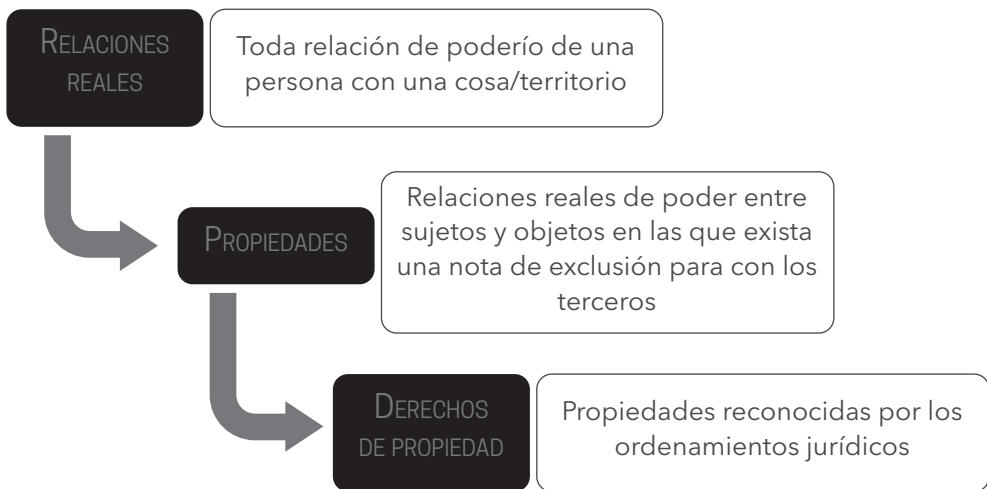 RELACIONES
REALES
Toda relación de poderío de una
persona con una cosa/territorio
PROPIEDADES
Relaciones reales de poder entre
sujetos y objetos en las que exista
una nota de exclusión para con los
terceros
DERECHOS
DE PROPIEDAD
Propiedades reconocidas por los
ordenamientos jurídicos